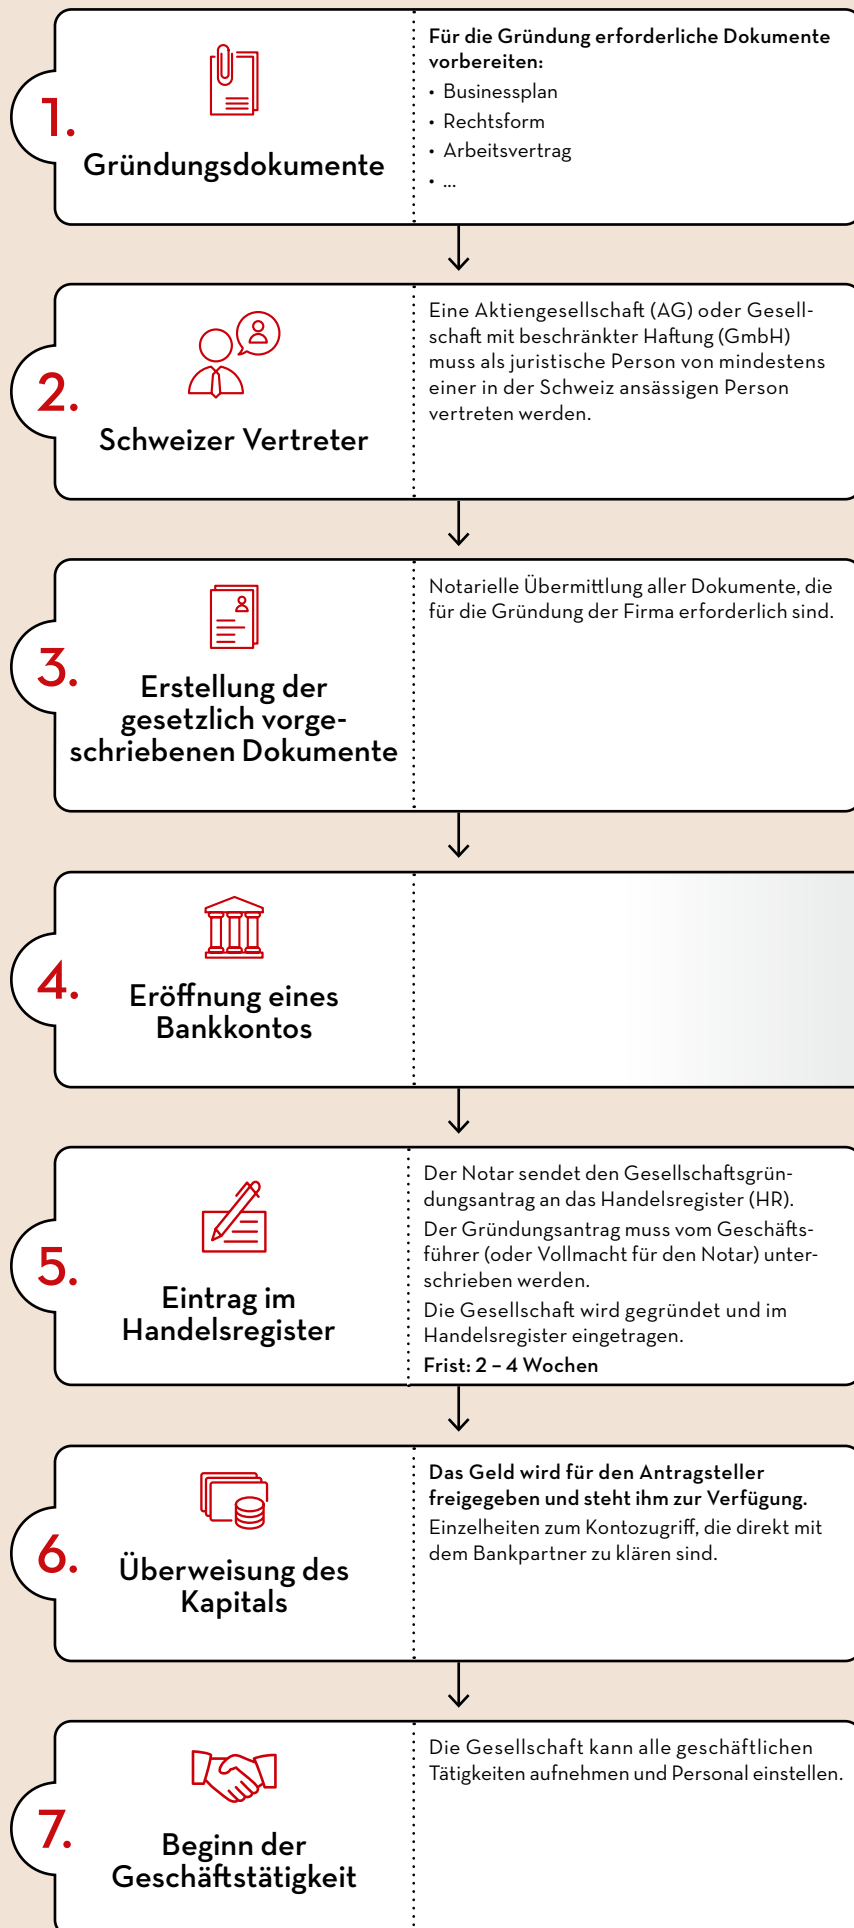 1.
Gründungsdokumente
Für die Gründung erforderliche Dokumente
vorbereiten:
• Businessplan
• Rechtsform
• Arbeitsvertrag
• ...
2.
Schweizer Vertreter
Eine Aktiengesellschaft (AG) oder Gesell-
schaft mit beschränkter Haftung (GmbH)
muss als juristische Person von mindestens
einer in der Schweiz ansässigen Person
vertreten werden.
3.
Erstellung der
gesetzlich vorge-
schriebenen Dokumente
Notarielle Übermittlung aller Dokumente, die
für die Gründung der Firma erforderlich sind.
4.
Eröffnung eines
Bankkontos
5.
Eintrag im
Handelsregister
Der Notar sendet den Gesellschaftsgrün-
dungsantrag an das Handelsregister (HR).
Der Gründungsantrag muss vom Geschäfts-
führer (oder Vollmacht für den Notar) unter-
schrieben werden.
Die Gesellschaft wird gegründet und im
Handelsregister eingetragen.
Frist: 2 – 4 Wochen
6.
Überweisung des
Kapitals
Das Geld wird für den Antragsteller
freigegeben und steht ihm zur Verfügung.
Einzelheiten zum Kontozugriff, die direkt mit
dem Bankpartner zu klären sind.
7.
Beginn der
Geschäftstätigkeit
Die Gesellschaft kann alle geschäftlichen
Tätigkeiten aufnehmen und Personal einstellen.